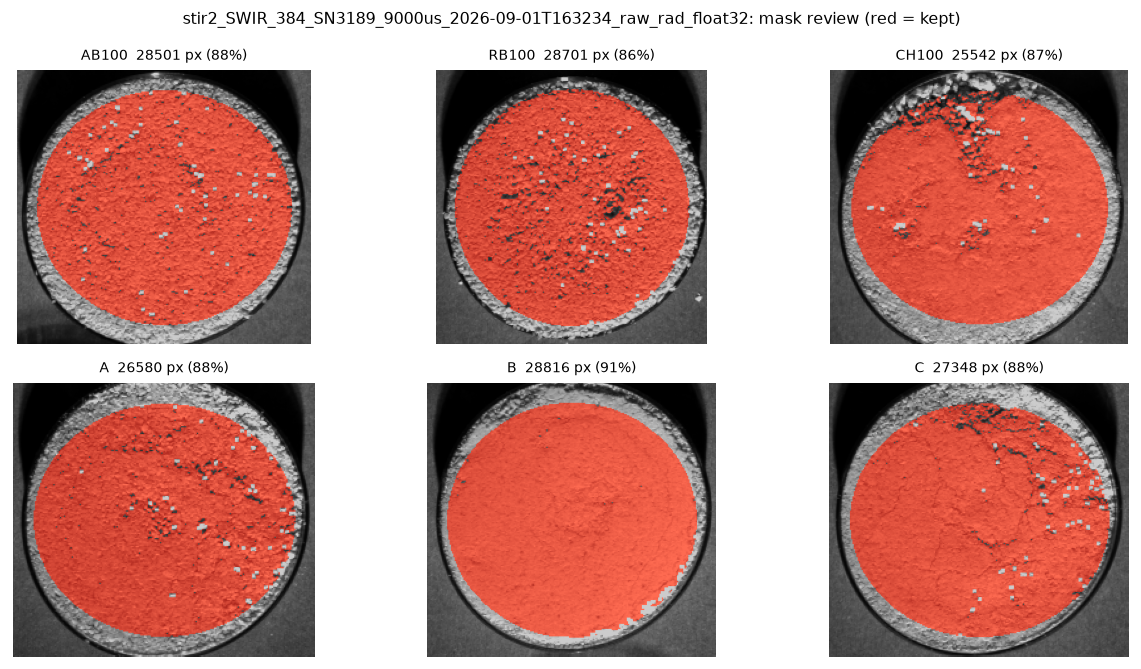 stir2_SWIR_384_SN3189_9000us_2026-09-01T163234_raw_rad_float32: mask review (red = kept)
AB100  28501 px (88%)
RB100  28701 px (86%)
CH100  25542 px (87%)
A  26580 px (88%)
B  28816 px (91%)
C  27348 px (88%)